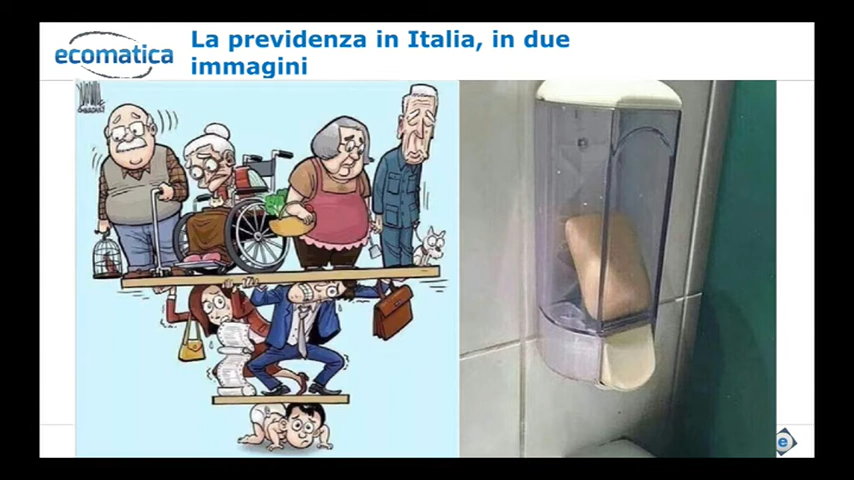 ecomatica
La previdenza in Italia, in due
immagini
e